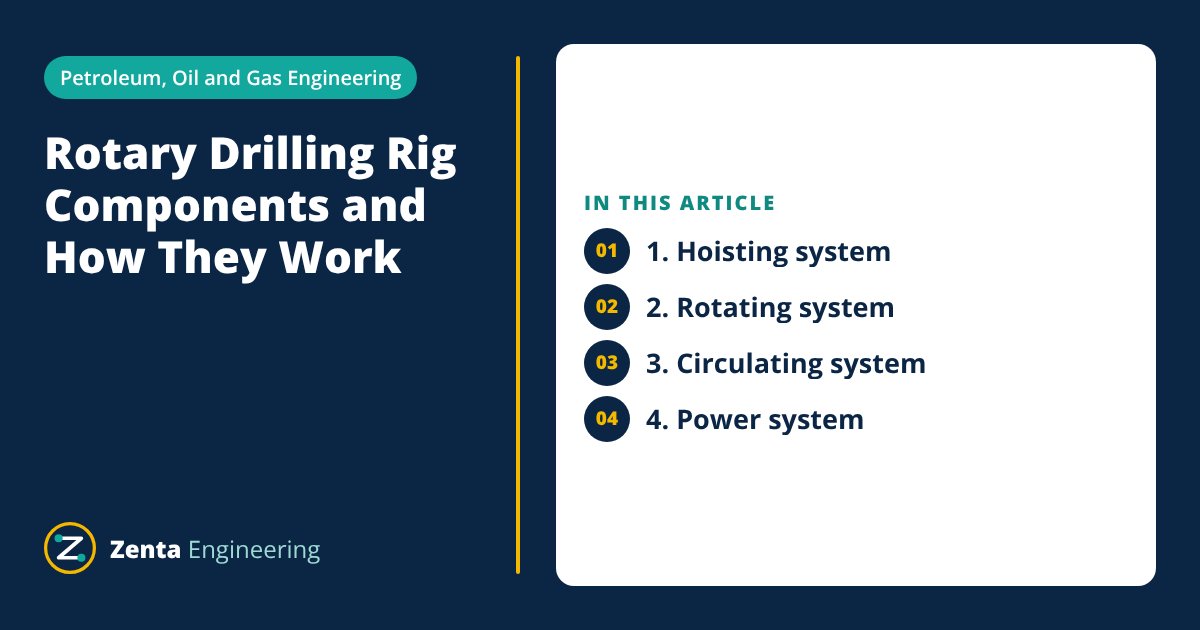 Petroleum, Oil and Gas Engineering
Rotary Drilling Rig
Components and
How They Work
Zenta Engineering
IN THIS ARTICLE
01 1. Hoisting system
02 2. Rotating system
03 3. Circulating system
04 4. Power system